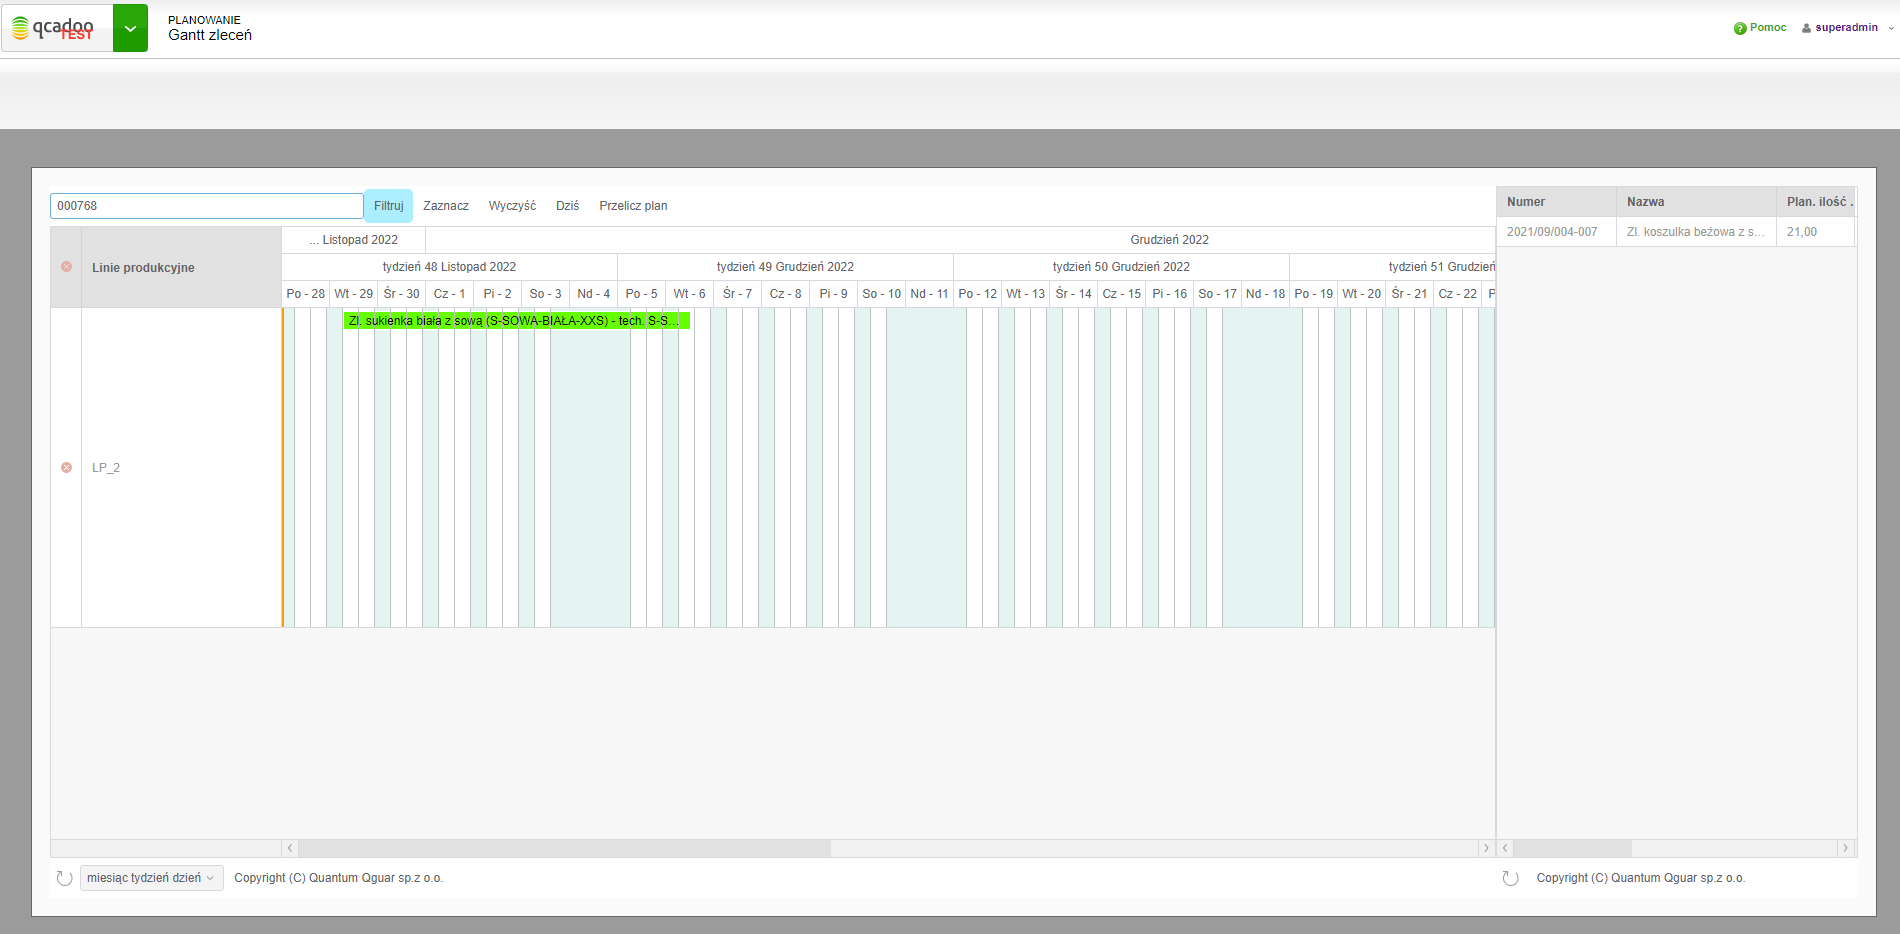 qcadoo
TEST
PLANOWANIE
Gantt zleceń
Pomoc
superadmin
000768
Filtruj
Zaznacz
Wyczyść
Dziś
Przelicz plan
Linie produkcyjne
... Listopad 2022
Grudzień 2022
tydzień 48 Listopad 2022
tydzień 49 Grudzień 2022
tydzień 50 Grudzień 2022
tydzień 51 Grudzień
Po - 28
Wt - 29
Śr - 30
Cz - 1
Pi - 2
So - 3
Nd - 4
Po - 5
Wt - 6
Śr - 7
Cz - 8
Pi - 9
So - 10
Nd - 11
Po - 12
Wt - 13
Śr - 14
Cz - 15
Pi - 16
So - 17
Nd - 18
Po - 19
Wt - 20
Śr - 21
Cz - 22
Zl. sukienka biała z sową (S-SOWA-BIAŁA-XXS) - tech. S-S...
LP_2
Numer
Nazwa
Plan. ilość .
2021/09/004-007
Zl. koszulka beżowa z s...
21,00
miesiąc tydzień dzień
Copyright (C) Quantum Qguar sp.z o.o.
Copyright (C) Quantum Qguar sp.z o.o.